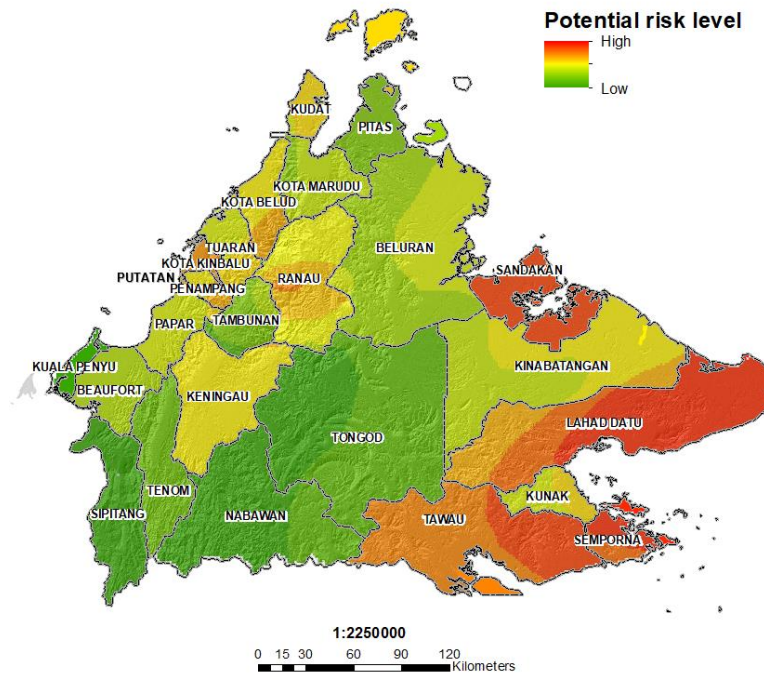 Potential risk level
High
Low
KUDAT
PITAS
KOTA MARUDU
KOTA BELUD
TUARAN
KOTA KINBALU
PUTATAN
PENAMPANG
RANAU
BELURAN
SANDAKAN
PAPAR
TAMBUNAN
KUALA PENYU
BEAUFORT
KENINGAU
KINABATANGAN
LAHAD DATU
TONGOD
TENOM
SIPITANG
NABAWAN
KUNAK
TAWAU
SEMPORNA
1:2250000
0 15 30 60 90 120
Kilometers